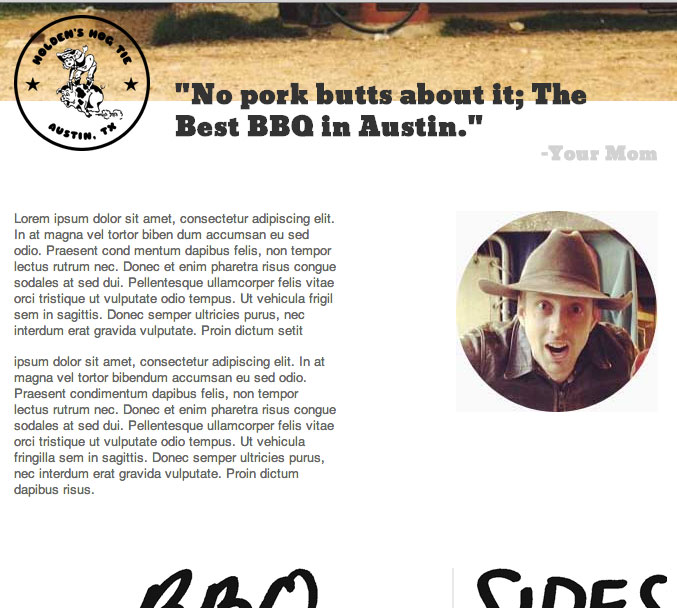 HOLDEN'S HOG TIE
AUSTIN, TX
"No pork butts about it; The
Best BBQ in Austin."
-Your Mom
Lorem ipsum dolor sit amet, consectetur adipiscing elit.
In at magna vel tortor biben dum accumsan eu sed
odio. Praesent cond mentum dapibus felis, non tempor
lectus rutrum nec. Donec et enim pharetra risus congue
sodales at sed dui. Pellentesque ullamcorper felis vitae
orci tristique ut vulputate odio tempus. Ut vehicula frigil
sem in sagittis. Donec semper ultricies purus, nec
interdum erat gravida vulputate. Proin dictum setit
ipsum dolor sit amet, consectetur adipiscing elit. In at
magna vel tortor bibendum accumsan eu sed odio.
Praesent condimentum dapibus felis, non tempor
lectus rutrum nec. Donec et enim pharetra risus congue
sodales at sed dui. Pellentesque ullamcorper felis vitae
orci tristique ut vulputate odio tempus. Ut vehicula
fringilla sem in sagittis. Donec semper ultricies purus,
nec interdum erat gravida vulputate. Proin dictum
dapibus risus.
BBQ
SIDES